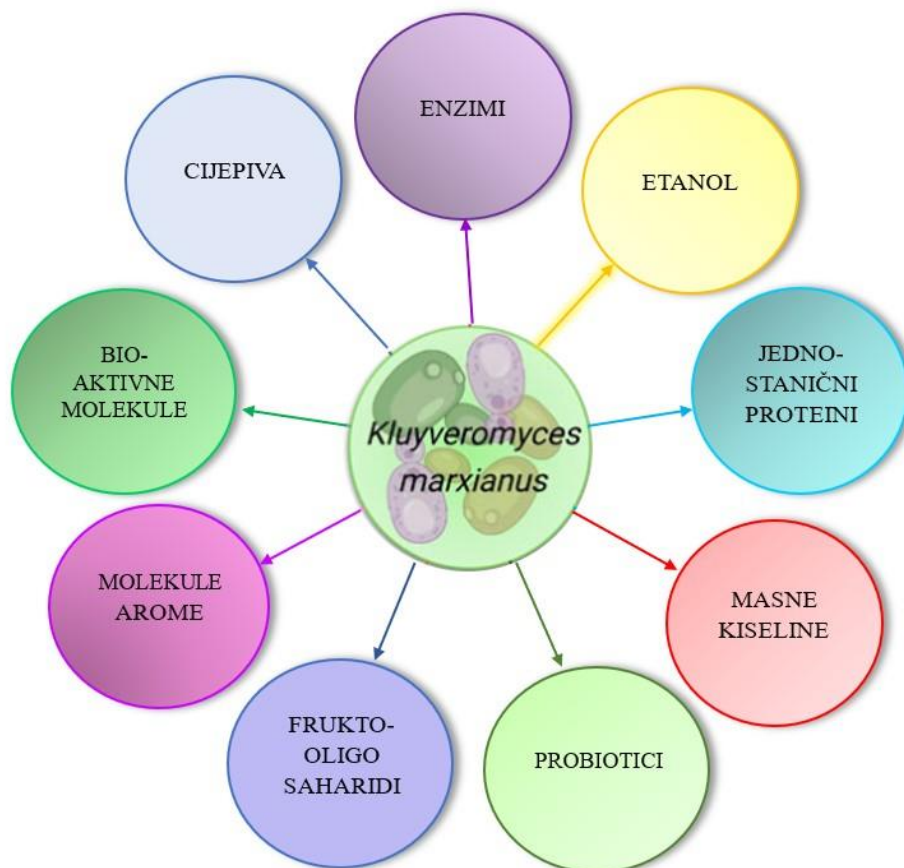 ENZIMI
ETANOL
JEDNO-
STANIČNI
PROTEINI
MASNE
KISELINE
PROBIOTICI
FRUKTO-
OLIGO
SAHARIDI
MOLEKULE
AROME
BIO-
AKTIVNE
MOLEKULE
CIJEPIVA
Kluyveromyces
marxianus